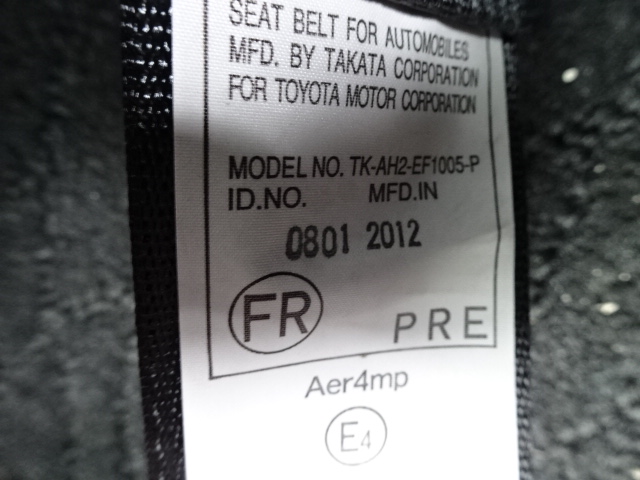 SEAT BELT FOR AUTOMOBILES
MFD. BY TAKATA CORPORATION
FOR TOYOTA MOTOR CORPORATION
MODEL NO. TK-AH2-EF1005-P
ID.NO. MFD.IN
0801 2012
FR PRE
Aer4mp
E4